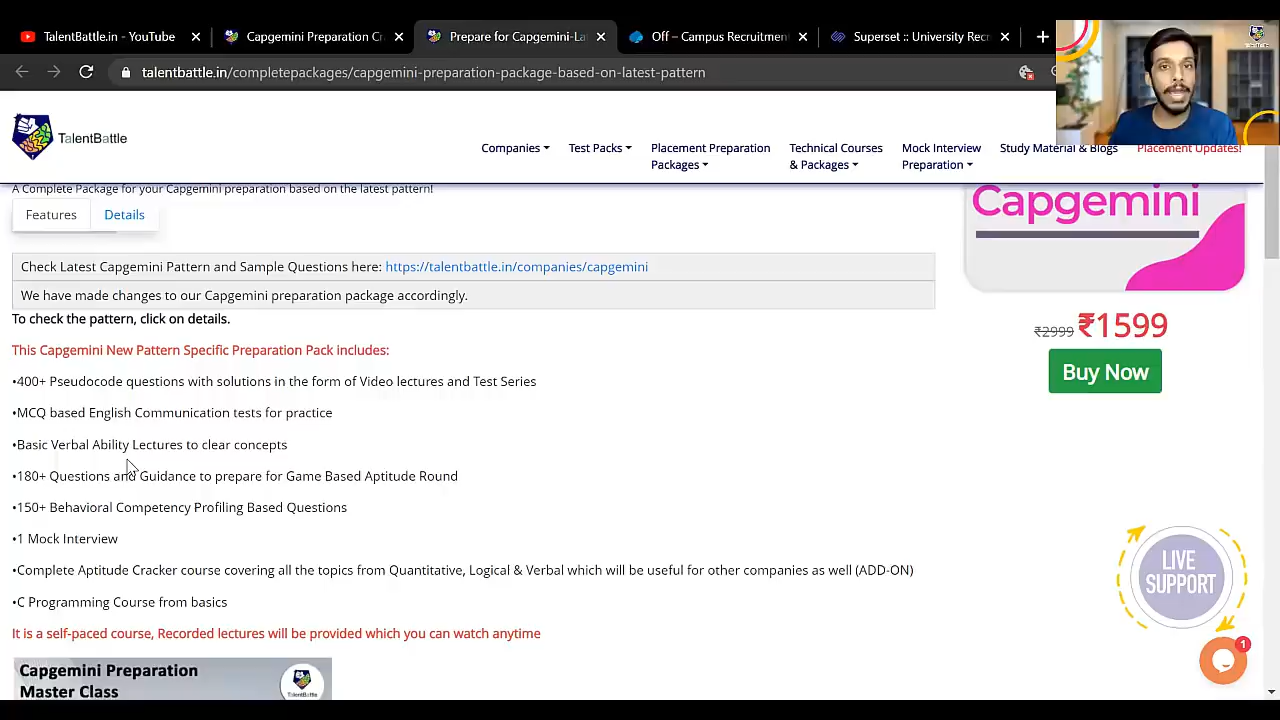 TalentBattle.in - YouTube
Capgemini Preparation Cr
Prepare for Capgemini-La
Off – Campus Recruitment
Superset :: University Recr
talentbattle.in/completepackages/capgemini-preparation-package-based-on-latest-pattern
TalentBattle
Companies
Test Packs
Placement Preparation
Packages
Technical Courses
& Packages
Mock Interview
Preparation
Study Material & Blogs
Placement Updates!
A Complete Package for your Capgemini preparation based on the latest pattern!
Features
Details
Check Latest Capgemini Pattern and Sample Questions here: https://talentbattle.in/companies/capgemini
We have made changes to our Capgemini preparation package accordingly.
To check the pattern, click on details.
This Capgemini New Pattern Specific Preparation Pack includes:
•400+ Pseudocode questions with solutions in the form of Video lectures and Test Series
•MCQ based English Communication tests for practice
•Basic Verbal Ability Lectures to clear concepts
•180+ Questions and Guidance to prepare for Game Based Aptitude Round
•150+ Behavioral Competency Profiling Based Questions
•1 Mock Interview
•Complete Aptitude Cracker course covering all the topics from Quantitative, Logical & Verbal which will be useful for other companies as well (ADD-ON)
•C Programming Course from basics
It is a self-paced course, Recorded lectures will be provided which you can watch anytime
Capgemini Preparation
Master Class
TalentBattle
Capgemini
₹2999 ₹1599
Buy Now
LIVE
SUPPORT
1